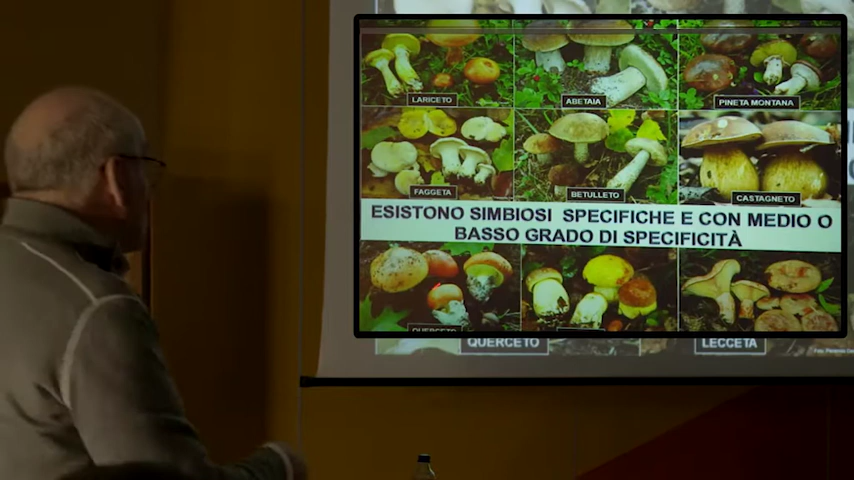 LARICETO
ABETAIA
PINETA MONTANA
FAGGETA
BETULLETO
CASTAGNETO
ESISTONO SIMBIOSI SPECIFICHE E CON MEDIO O
BASSO GRADO DI SPECIFICITÀ
QUERCETO
QUERCETO
LECCETA